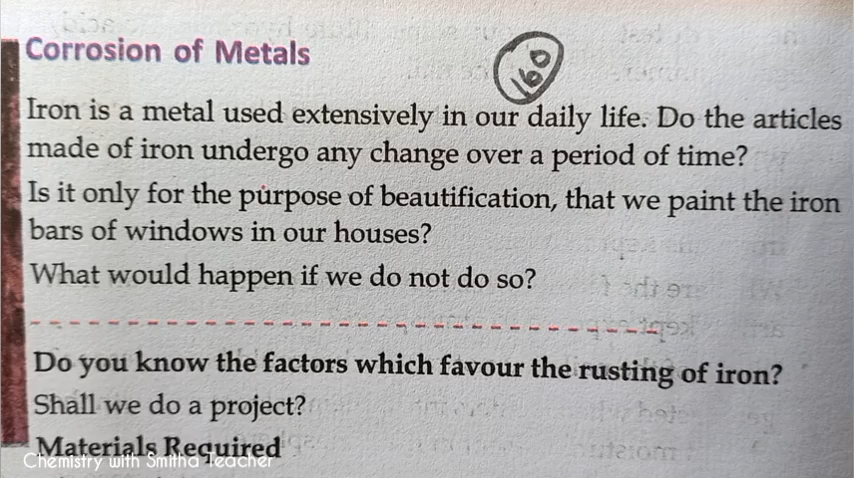 Corrosion of Metals
160
Iron is a metal used extensively in our daily life. Do the articles
made of iron undergo any change over a period of time?
Is it only for the purpose of beautification, that we paint the iron
bars of windows in our houses?
What would happen if we do not do so?
Do you know the factors which favour the rusting of iron?
Shall we do a project?
Materials Required
Chemistry with Smitha Teacher